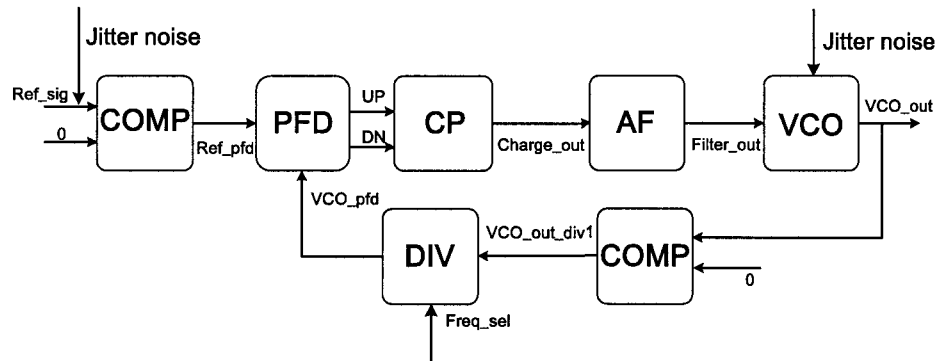 Jitter noise
Jitter noise
Ref_sig
0
COMP
Ref_pfd
PFD
UP
DN
CP
Charge_out
AF
Filter_out
VCO
VCO_out
VCO_pfd
DIV
VCO_out_div1
COMP
0
Freq_sel